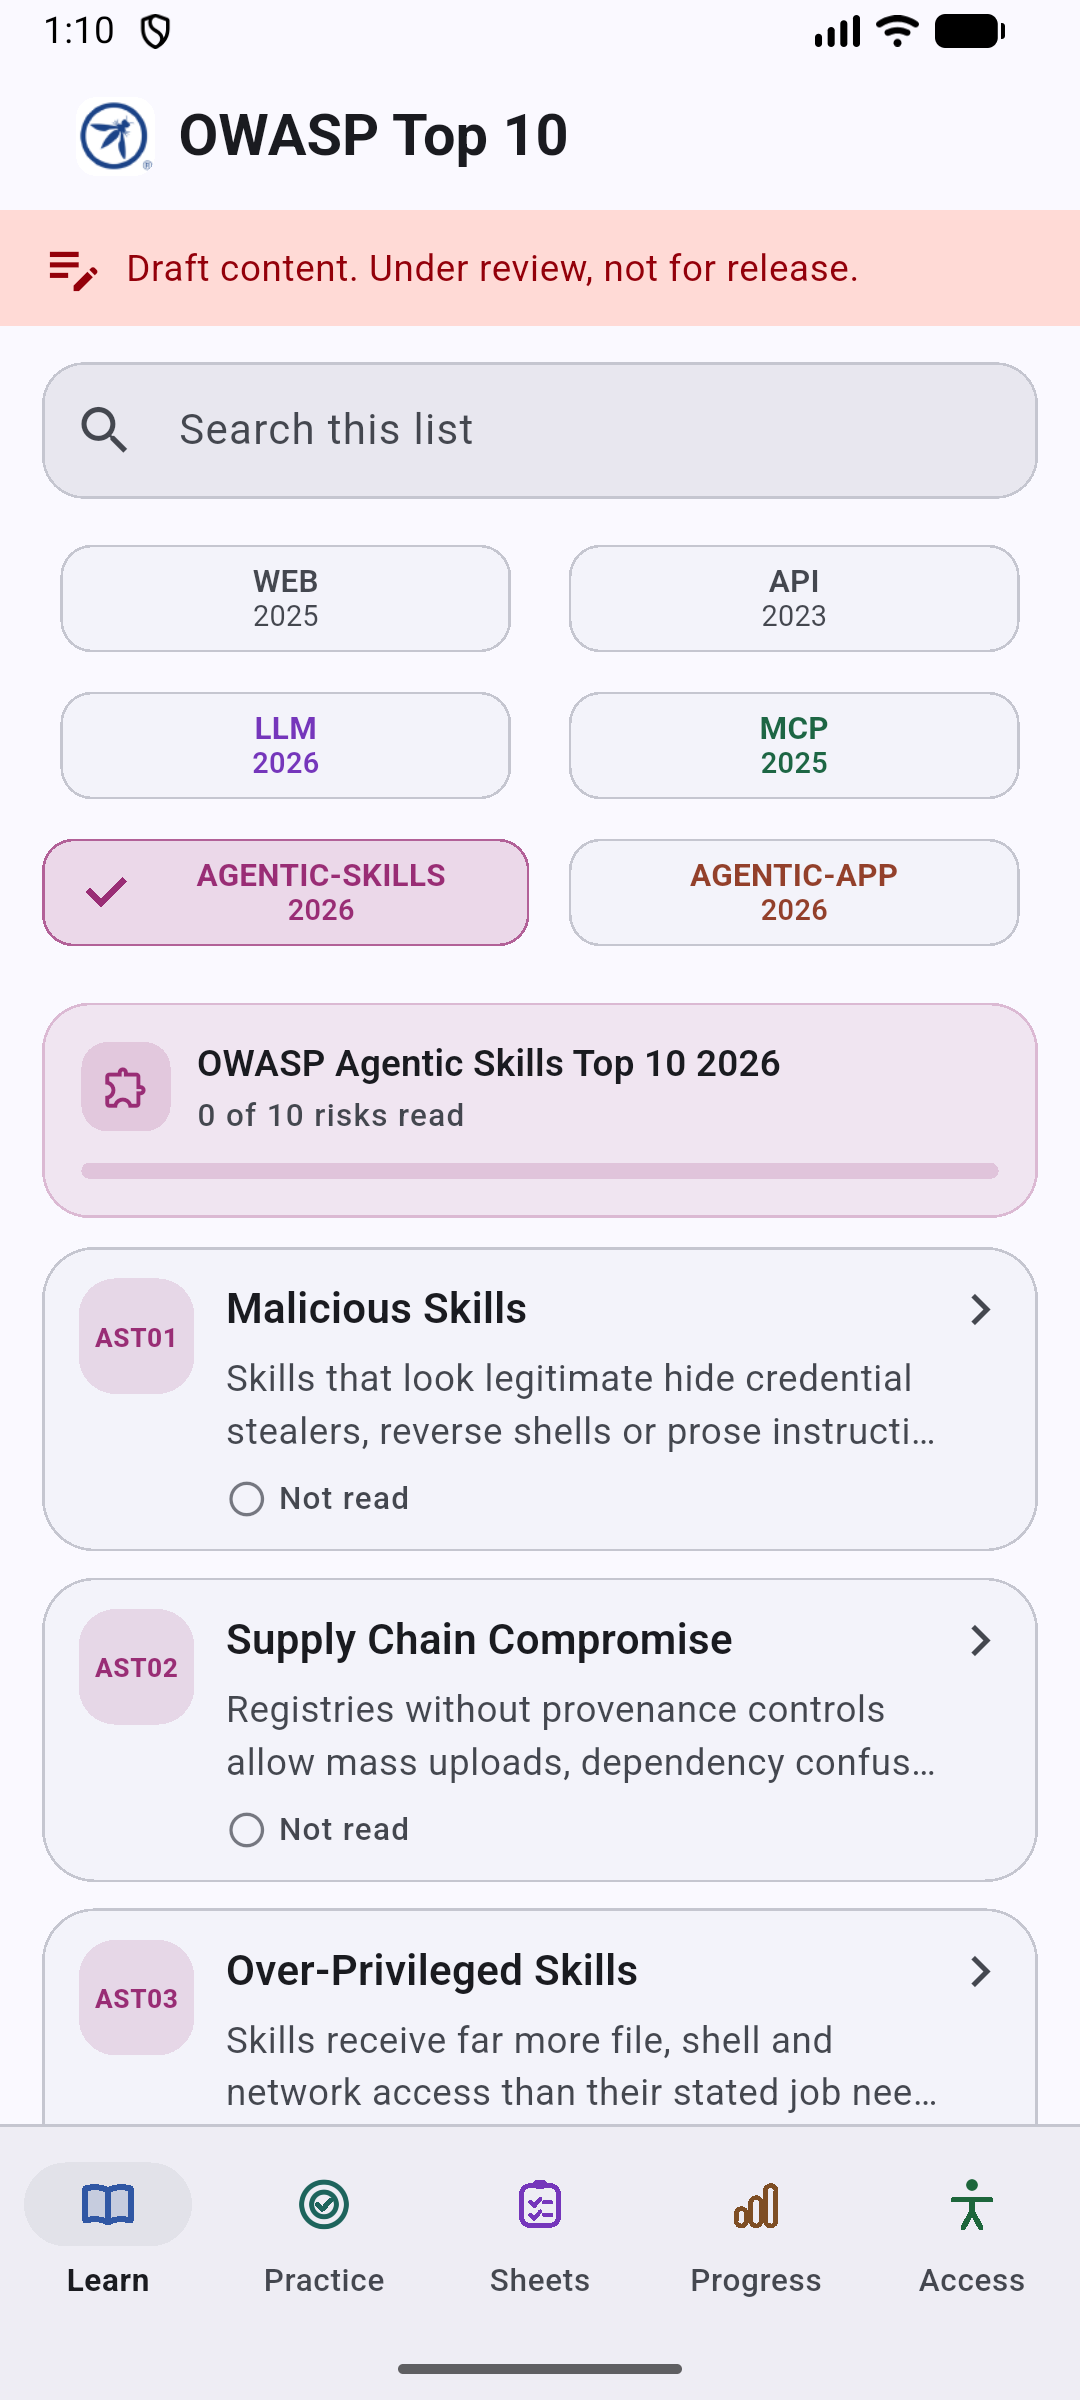 1:10
OWASP Top 10
Draft content. Under review, not for release.
Search this list
WEB
2025
API
2023
LLM
2026
MCP
2025
AGENTIC-SKILLS
2026
AGENTIC-APP
2026
OWASP Agentic Skills Top 10 2026
0 of 10 risks read
AST01
Malicious Skills
Skills that look legitimate hide credential
stealers, reverse shells or prose instructi…
Not read
AST02
Supply Chain Compromise
Registries without provenance controls
allow mass uploads, dependency confus…
Not read
AST03
Over-Privileged Skills
Skills receive far more file, shell and
network access than their stated job nee…
Learn
Practice
Sheets
Progress
Access